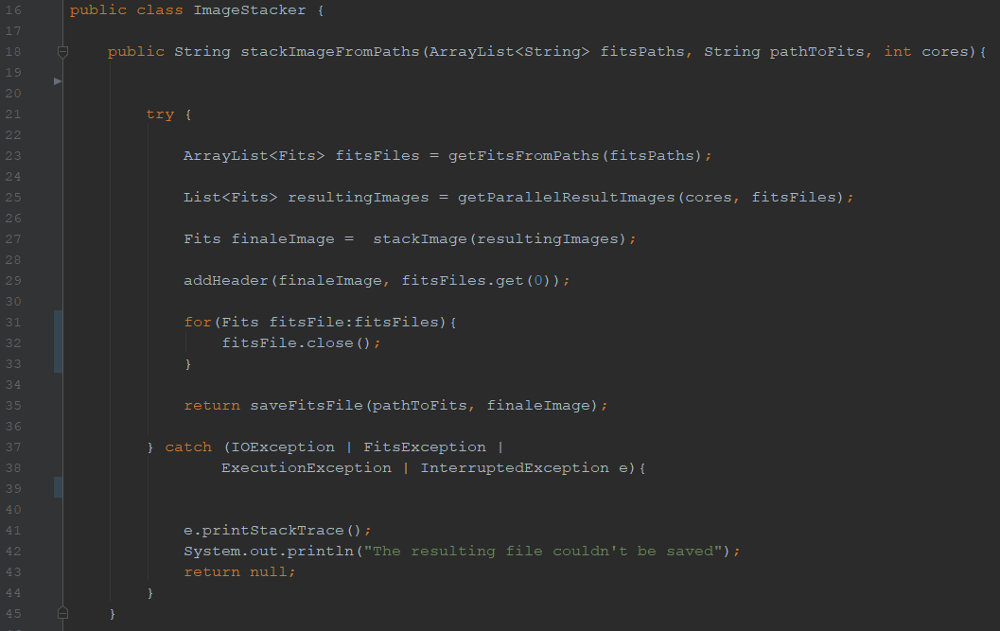 16 public class ImageStacker {
17
18 public String stackImageFromPaths(ArrayList<String> fitsPaths, String pathToFits, int cores){
19
20
21 try {
22
23 ArrayList<Fits> fitsFiles = getFitsFromPaths(fitsPaths);
24
25 List<Fits> resultingImages = getParallelResultImages(cores, fitsFiles);
26
27 Fits finaleImage =  stackImage(resultingImages);
28
29 addHeader(finaleImage, fitsFiles.get(0));
30
31 for(Fits fitsFile:fitsFiles){
32 fitsFile.close();
33 }
34
35 return saveFitsFile(pathToFits, finaleImage);
36
37 } catch (IOException | FitsException |
38 ExecutionException | InterruptedException e){
39
40
41 e.printStackTrace();
42 System.out.println("The resulting file couldn't be saved");
43 return null;
44 }
45 }